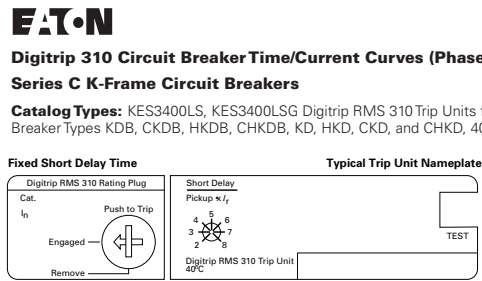 EATON
Digitrip 310 Circuit Breaker Time/Current Curves (Phase
Series C K-Frame Circuit Breakers
Catalog Types: KES3400LS, KES3400LSG Digitrip RMS 310 Trip Units
Breaker Types KDB, CKDB, HKDB, CHKDB, KD, HKD, CKD, and CHKD, 40
Fixed Short Delay Time
Typical Trip Unit Nameplate
Digitrip RMS 310 Rating Plug
Cat.
In
Push to Trip
Engaged
Remove
Short Delay
Pickup × Ir
5
4 6
3 7
2 8
Digitrip RMS 310 Trip Unit
40°C
TEST